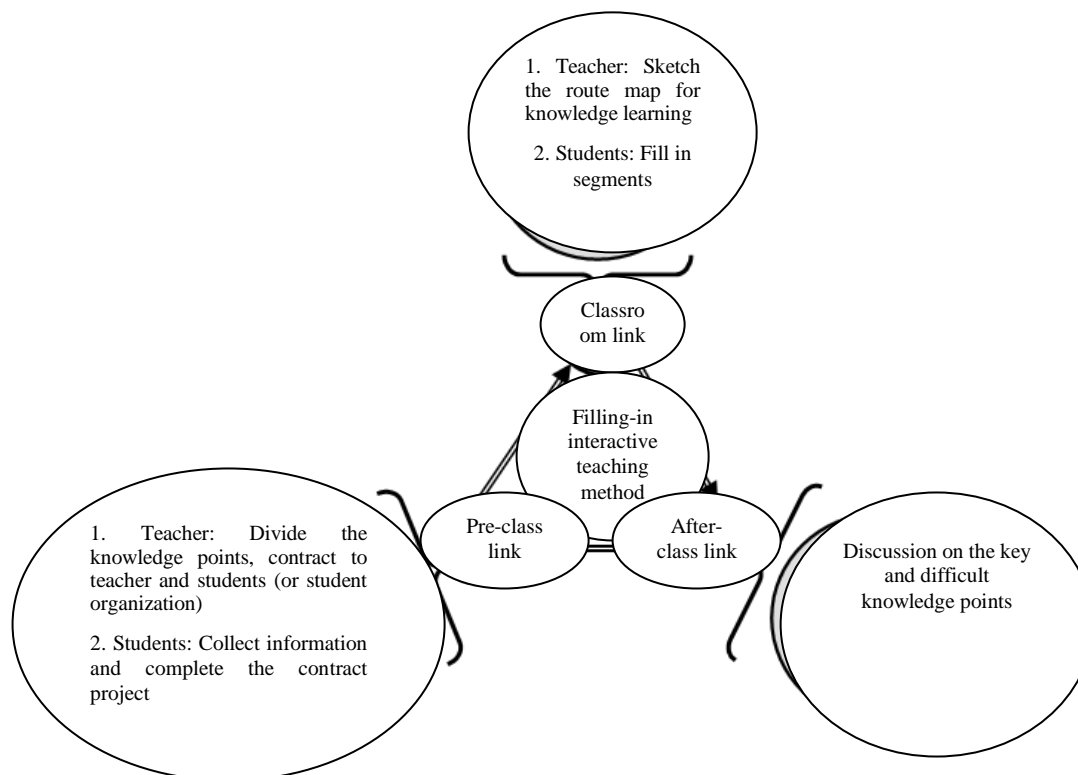 1. Teacher: Sketch
the route map for
knowledge learning
2. Students: Fill in
segments
Classro
om link
Filling-in
interactive
teaching
method
Pre-class
link
After-
class link
1. Teacher: Divide the
knowledge points, contract to
teacher and students (or student
organization)
2. Students: Collect information
and complete the contract
project
Discussion on the key
and difficult
knowledge points